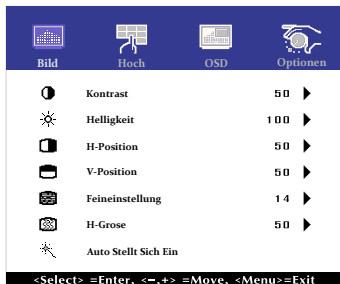 Bild Hoch OSD Optionen
Kontrast 50
Helligkeit 100
H-Position 50
V-Position 50
Feineinstellung 14
H-Grose 50
Auto Stellt Sich Ein
<Select> =Enter, <–,+> =Move, <Menu>=Exit